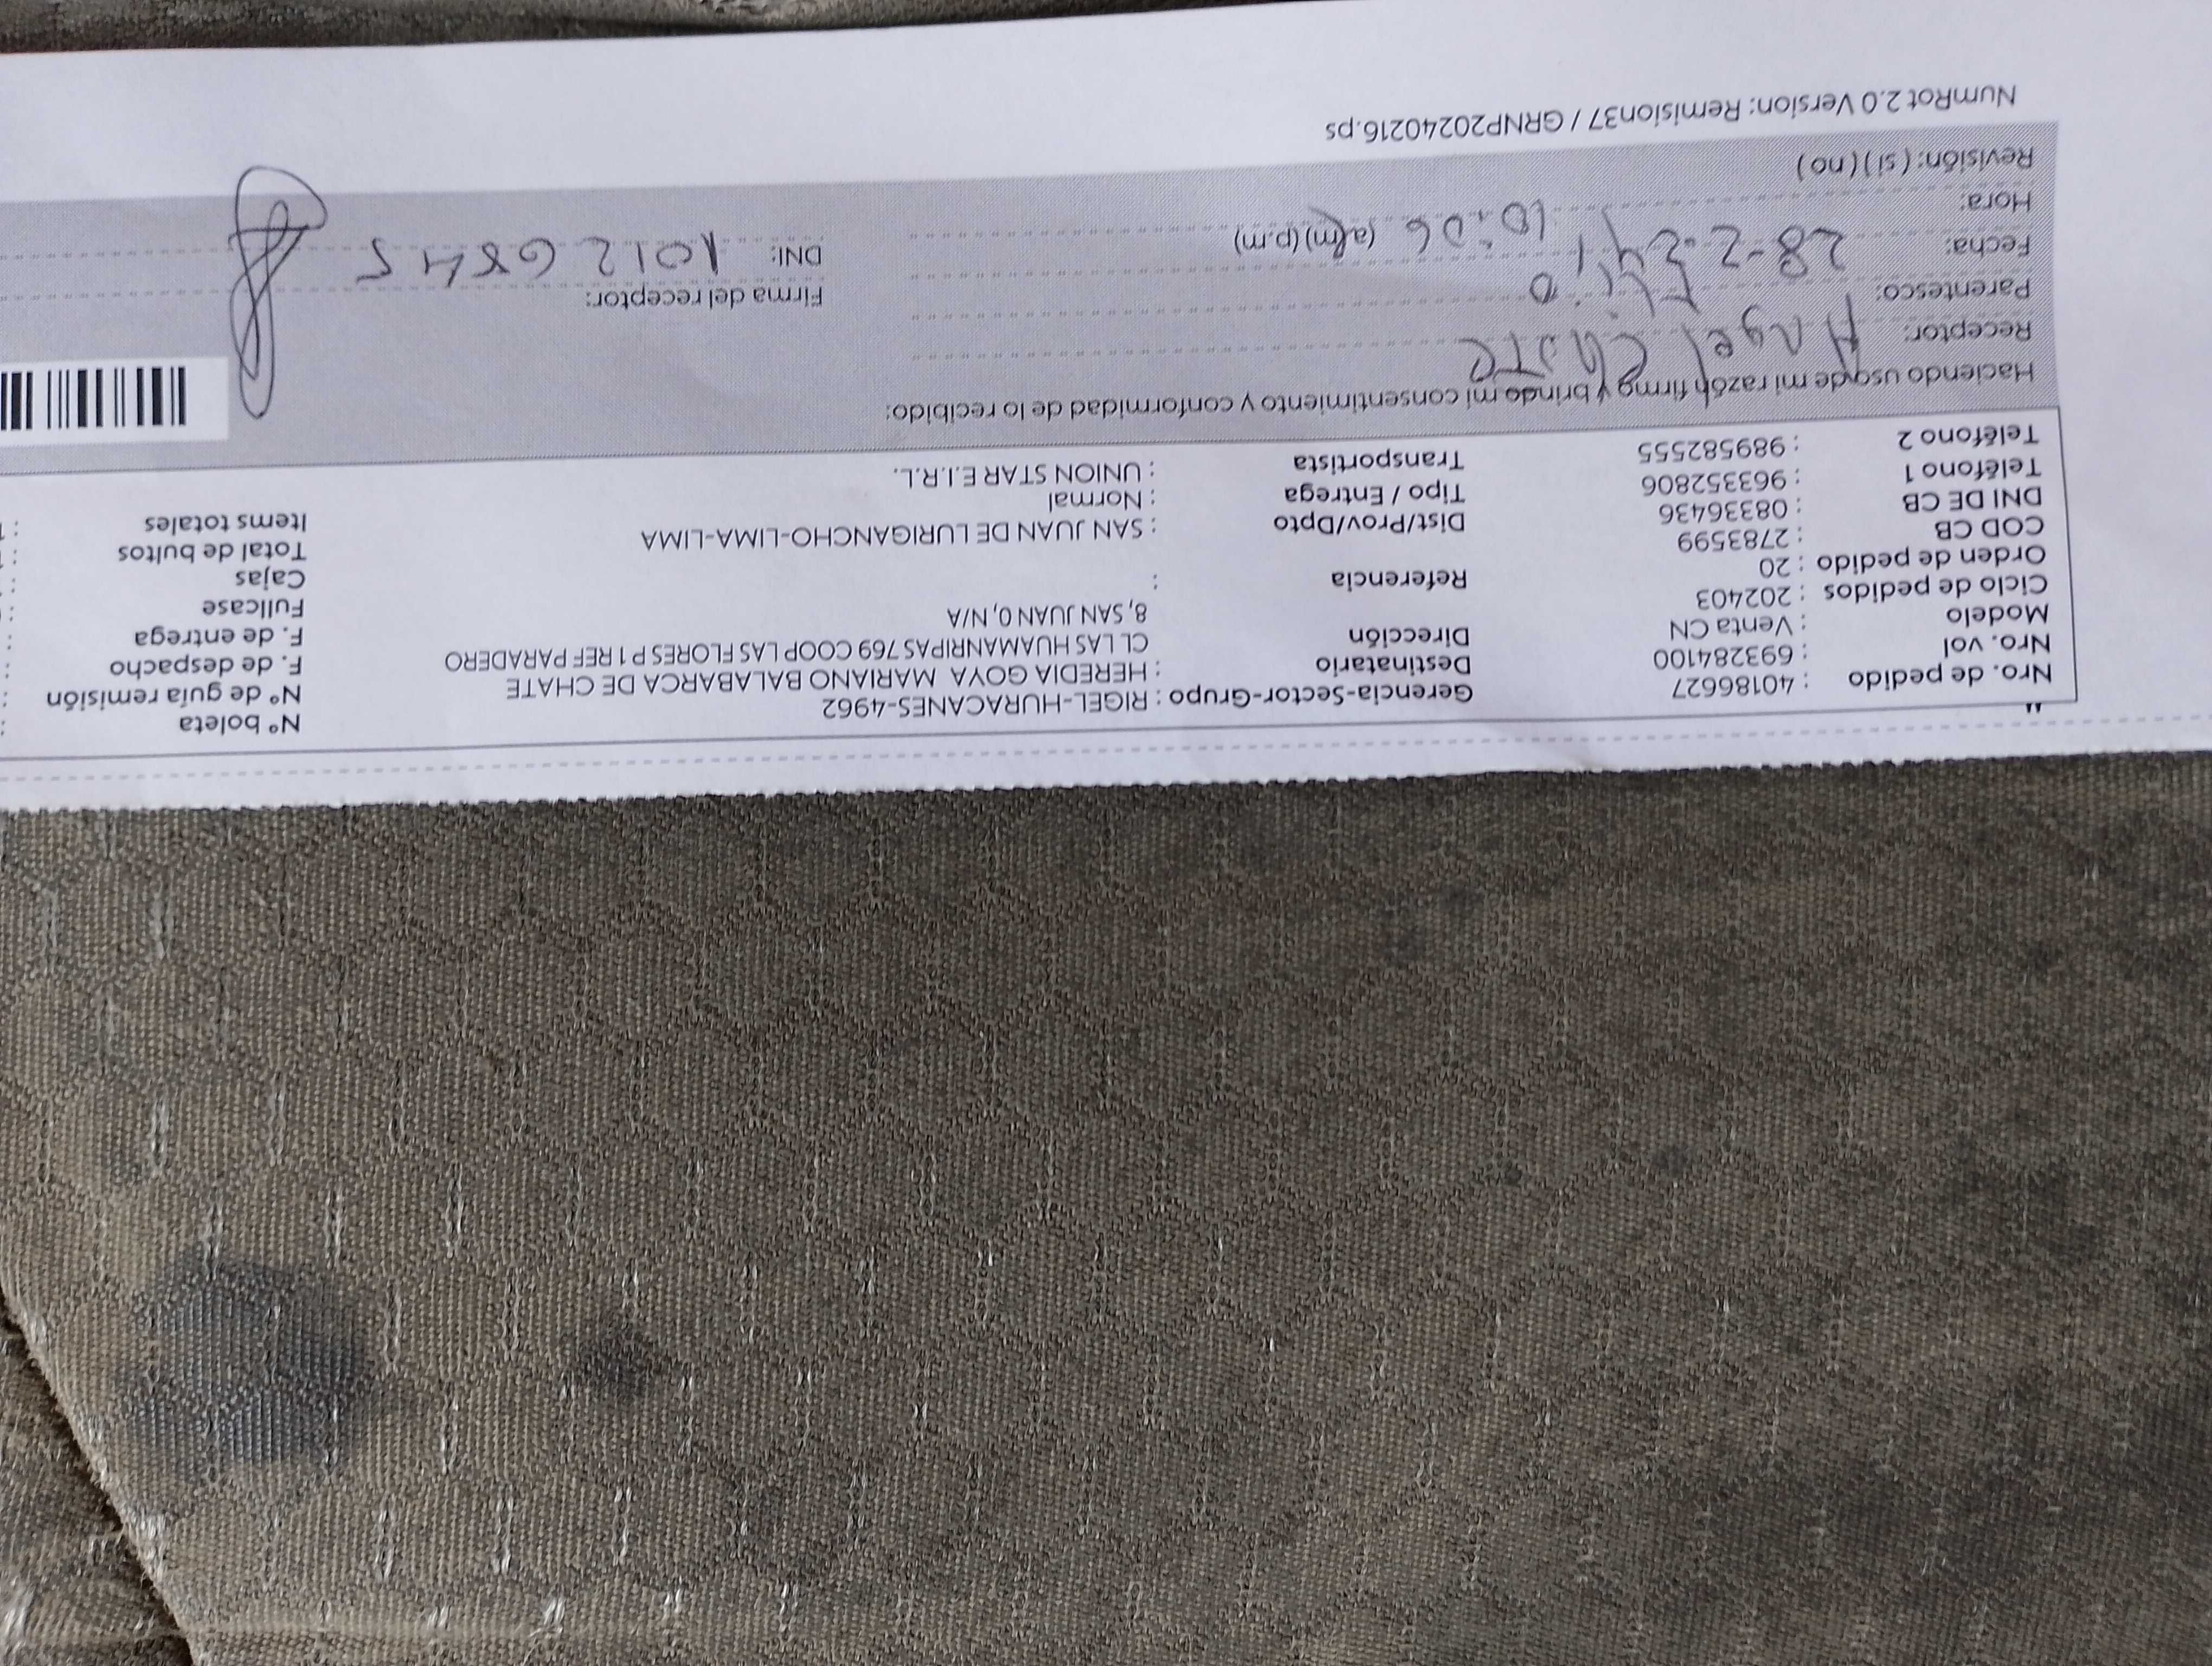 Nro. de pedido : 40186627 Gerencia-Sector-Grupo : RIGEL-HURACANES-4962 Nº boleta :
Nro. vol : 693284100 Destinatario : HEREDIA GOYA MARIANO BALABARCA DE CHATE Nº de guía remisión :
Modelo : Venta CN Dirección CL LAS HUAMANRIPAS 769 COOP LAS FLORES P 1 REF PARADERO F. de despacho :
8, SAN JUAN 0, N/A F. de entrega :
Ciclo de pedidos : 202403 Fullcase :
Orden de pedido : 20 Referencia : Cajas :
COD CB : 2783599 Dist/Prov/Dpto : SAN JUAN DE LURIGANCHO-LIMA-LIMA Total de bultos :
DNI DE CB : 08336436 Tipo / Entrega : Normal Items totales :
Teléfono 1 : 963352806 Transportista : UNION STAR E.I.R.L.
Teléfono 2 : 989582555
Haciendo uso de mi razón firmo y brindo mi consentimiento y conformidad de lo recibido:
Receptor: Angel Chate
Parentesco: Firma del receptor:
Fecha: 28-2-24 DNI: 10126845
Hora: 10:06 (a.m) (p.m)
Revisión: ( si ) ( no )
NumRot 2.0 Version: Remision37 / GRNP20240216.ps